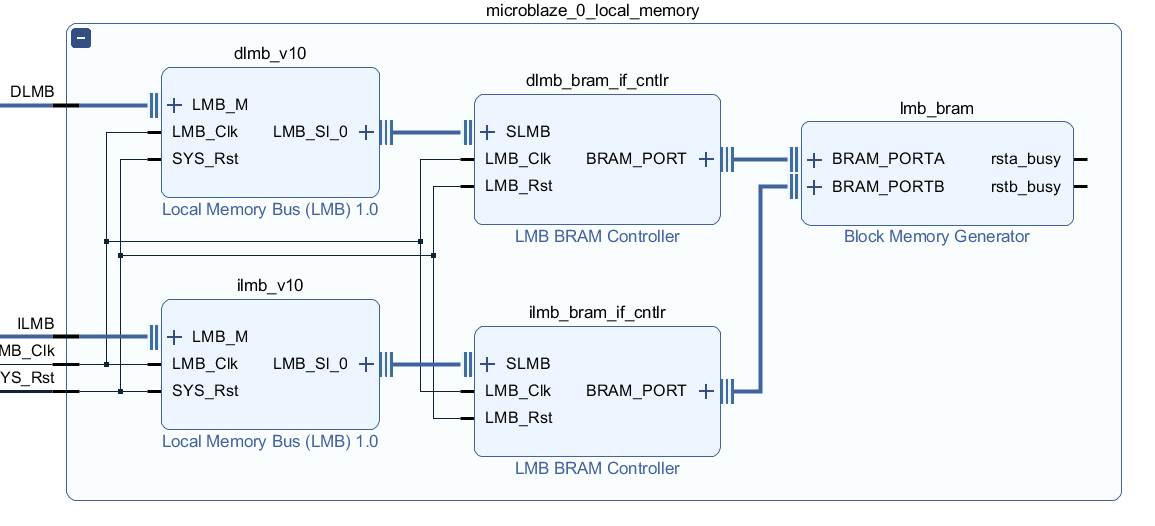 microblaze_0_local_memory
dlmb_v10
DLMB
LMB_M
LMB_Clk
LMB_Sl_0
SYS_Rst
Local Memory Bus (LMB) 1.0
dlmb_bram_if_cntlr
SLMB
LMB_Clk
BRAM_PORT
LMB_Rst
LMB BRAM Controller
lmb_bram
BRAM_PORTA
rsta_busy
BRAM_PORTB
rstb_busy
Block Memory Generator
ilmb_v10
ILMB
MB_Clk
YS_Rst
LMB_M
LMB_Clk
LMB_Sl_0
SYS_Rst
Local Memory Bus (LMB) 1.0
ilmb_bram_if_cntlr
SLMB
LMB_Clk
BRAM_PORT
LMB_Rst
LMB BRAM Controller